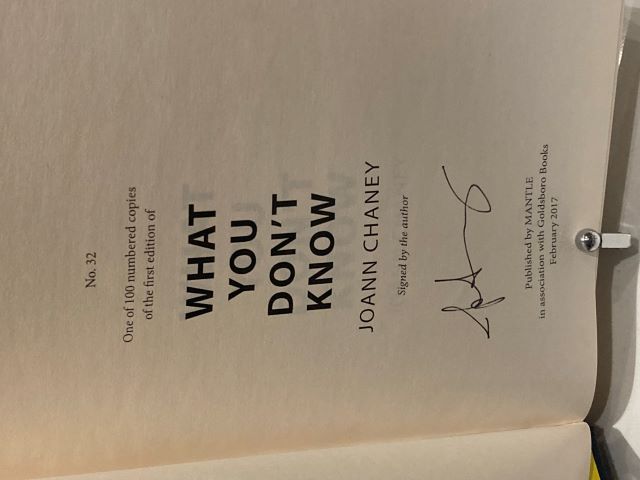 No. 32
One of 100 numbered copies
of the first edition of
WHAT
YOU
DON'T
KNOW
JOANN CHANEY
Signed by the author
Published by MANTLE
in association with Goldsboro Books
February 2017